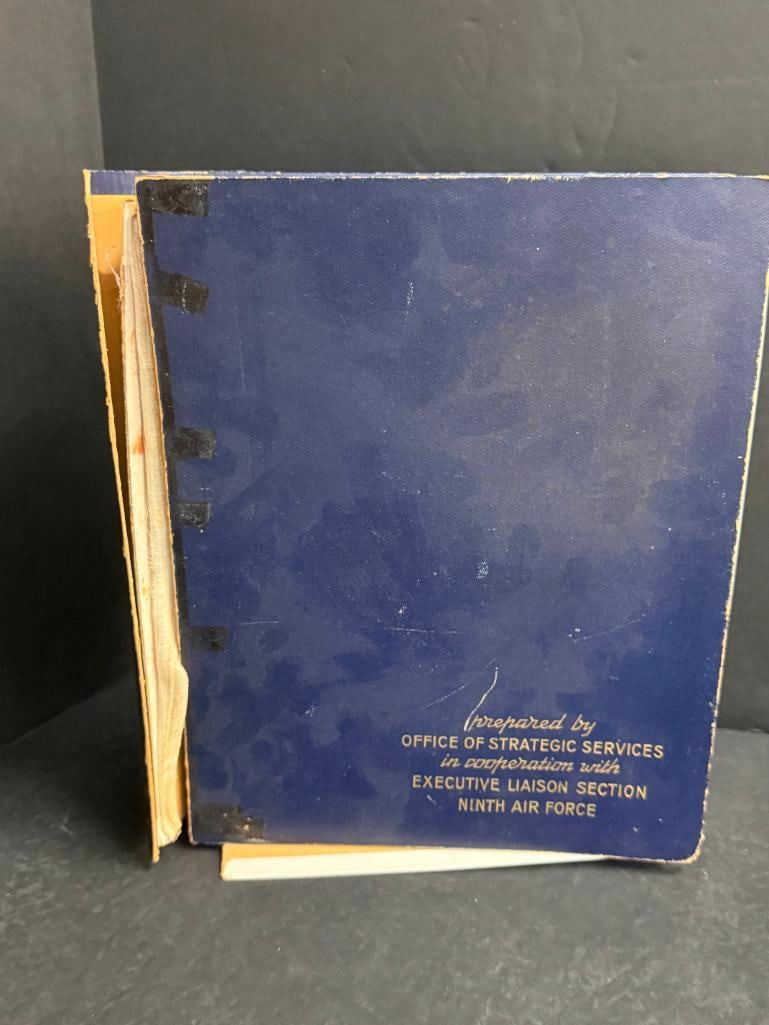 prepared by
OFFICE OF STRATEGIC SERVICES
in cooperation with
EXECUTIVE LIAISON SECTION
NINTH AIR FORCE